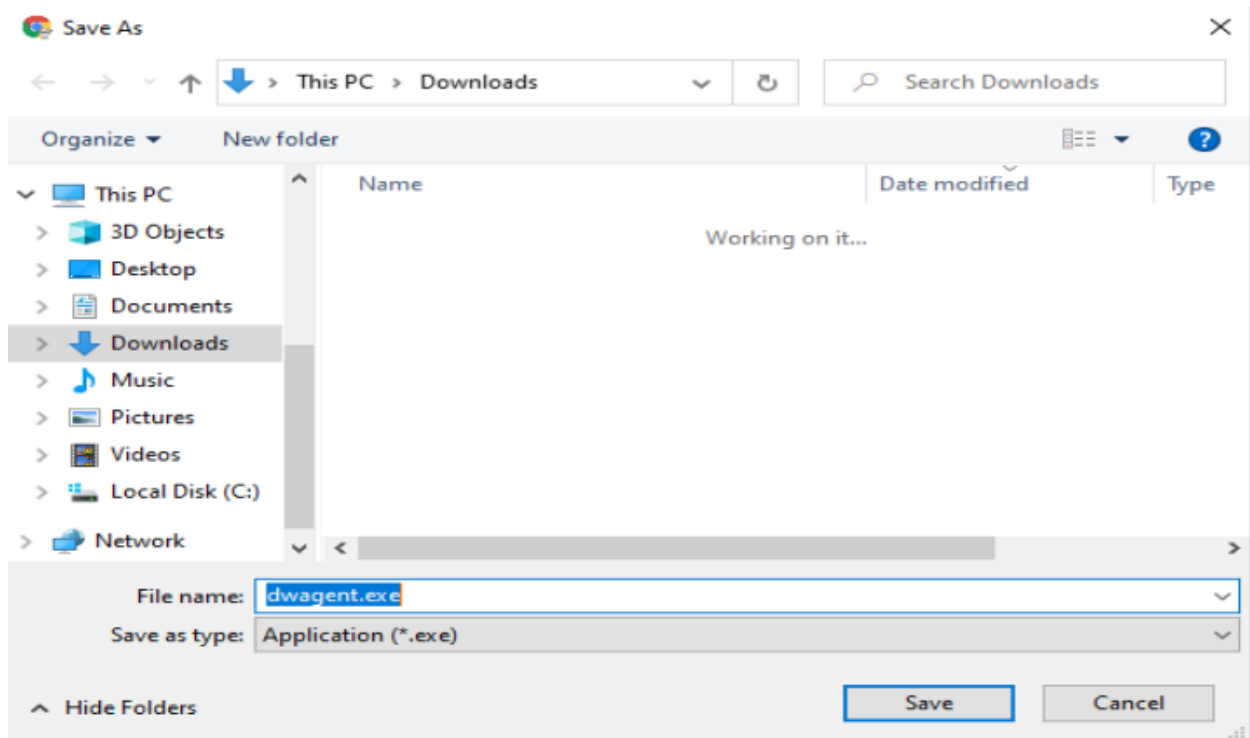 Save As
This PC > Downloads
Search Downloads
Organize
New folder
?
Name
Date modified
Type
This PC
3D Objects
Desktop
Documents
Downloads
Music
Pictures
Videos
Local Disk (C:)
Network
Working on it...
File name: dwagent.exe
Save as type: Application (*.exe)
Hide Folders
Save
Cancel